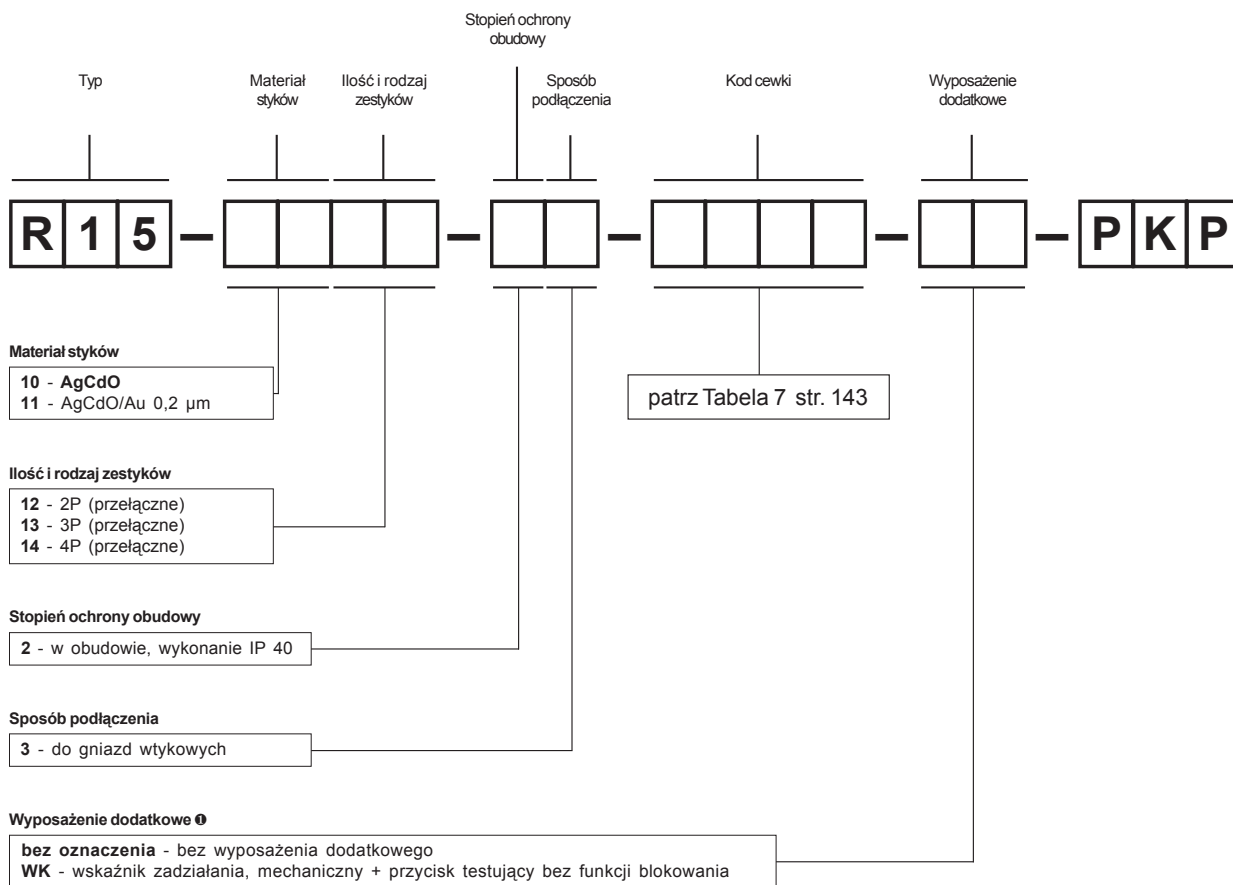 Stopień ochrony
obudowy
Typ
Materiał
styków
Ilość i rodzaj
zestyków
Sposób
podłączenia
Kod cewki
Wyposażenie
dodatkowe
R 1 5 – – – – – P K P
Materiał styków
10 - AgCdO
11 - AgCdO/Au 0,2 µm
patrz Tabela 7 str. 143
Ilość i rodzaj zestyków
12 - 2P (przełączne)
13 - 3P (przełączne)
14 - 4P (przełączne)
Stopień ochrony obudowy
2 - w obudowie, wykonanie IP 40
Sposób podłączenia
3 - do gniazd wtykowych
Wyposażenie dodatkowe ❶
bez oznaczenia - bez wyposażenia dodatkowego
WK - wskaźnik zadziałania, mechaniczny + przycisk testujący bez funkcji blokowania